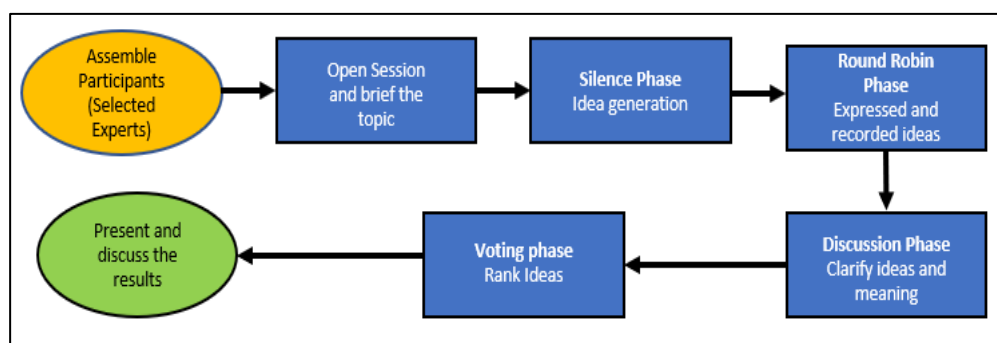 Assemble
Participants
(Selected
Experts)
Open Session
and brief the
topic
Silence Phase
Idea generation
Round Robin
Phase
Expressed and
recorded ideas
Discussion Phase
Clarify ideas and
meaning
Voting phase
Rank Ideas
Present and
discuss the
results